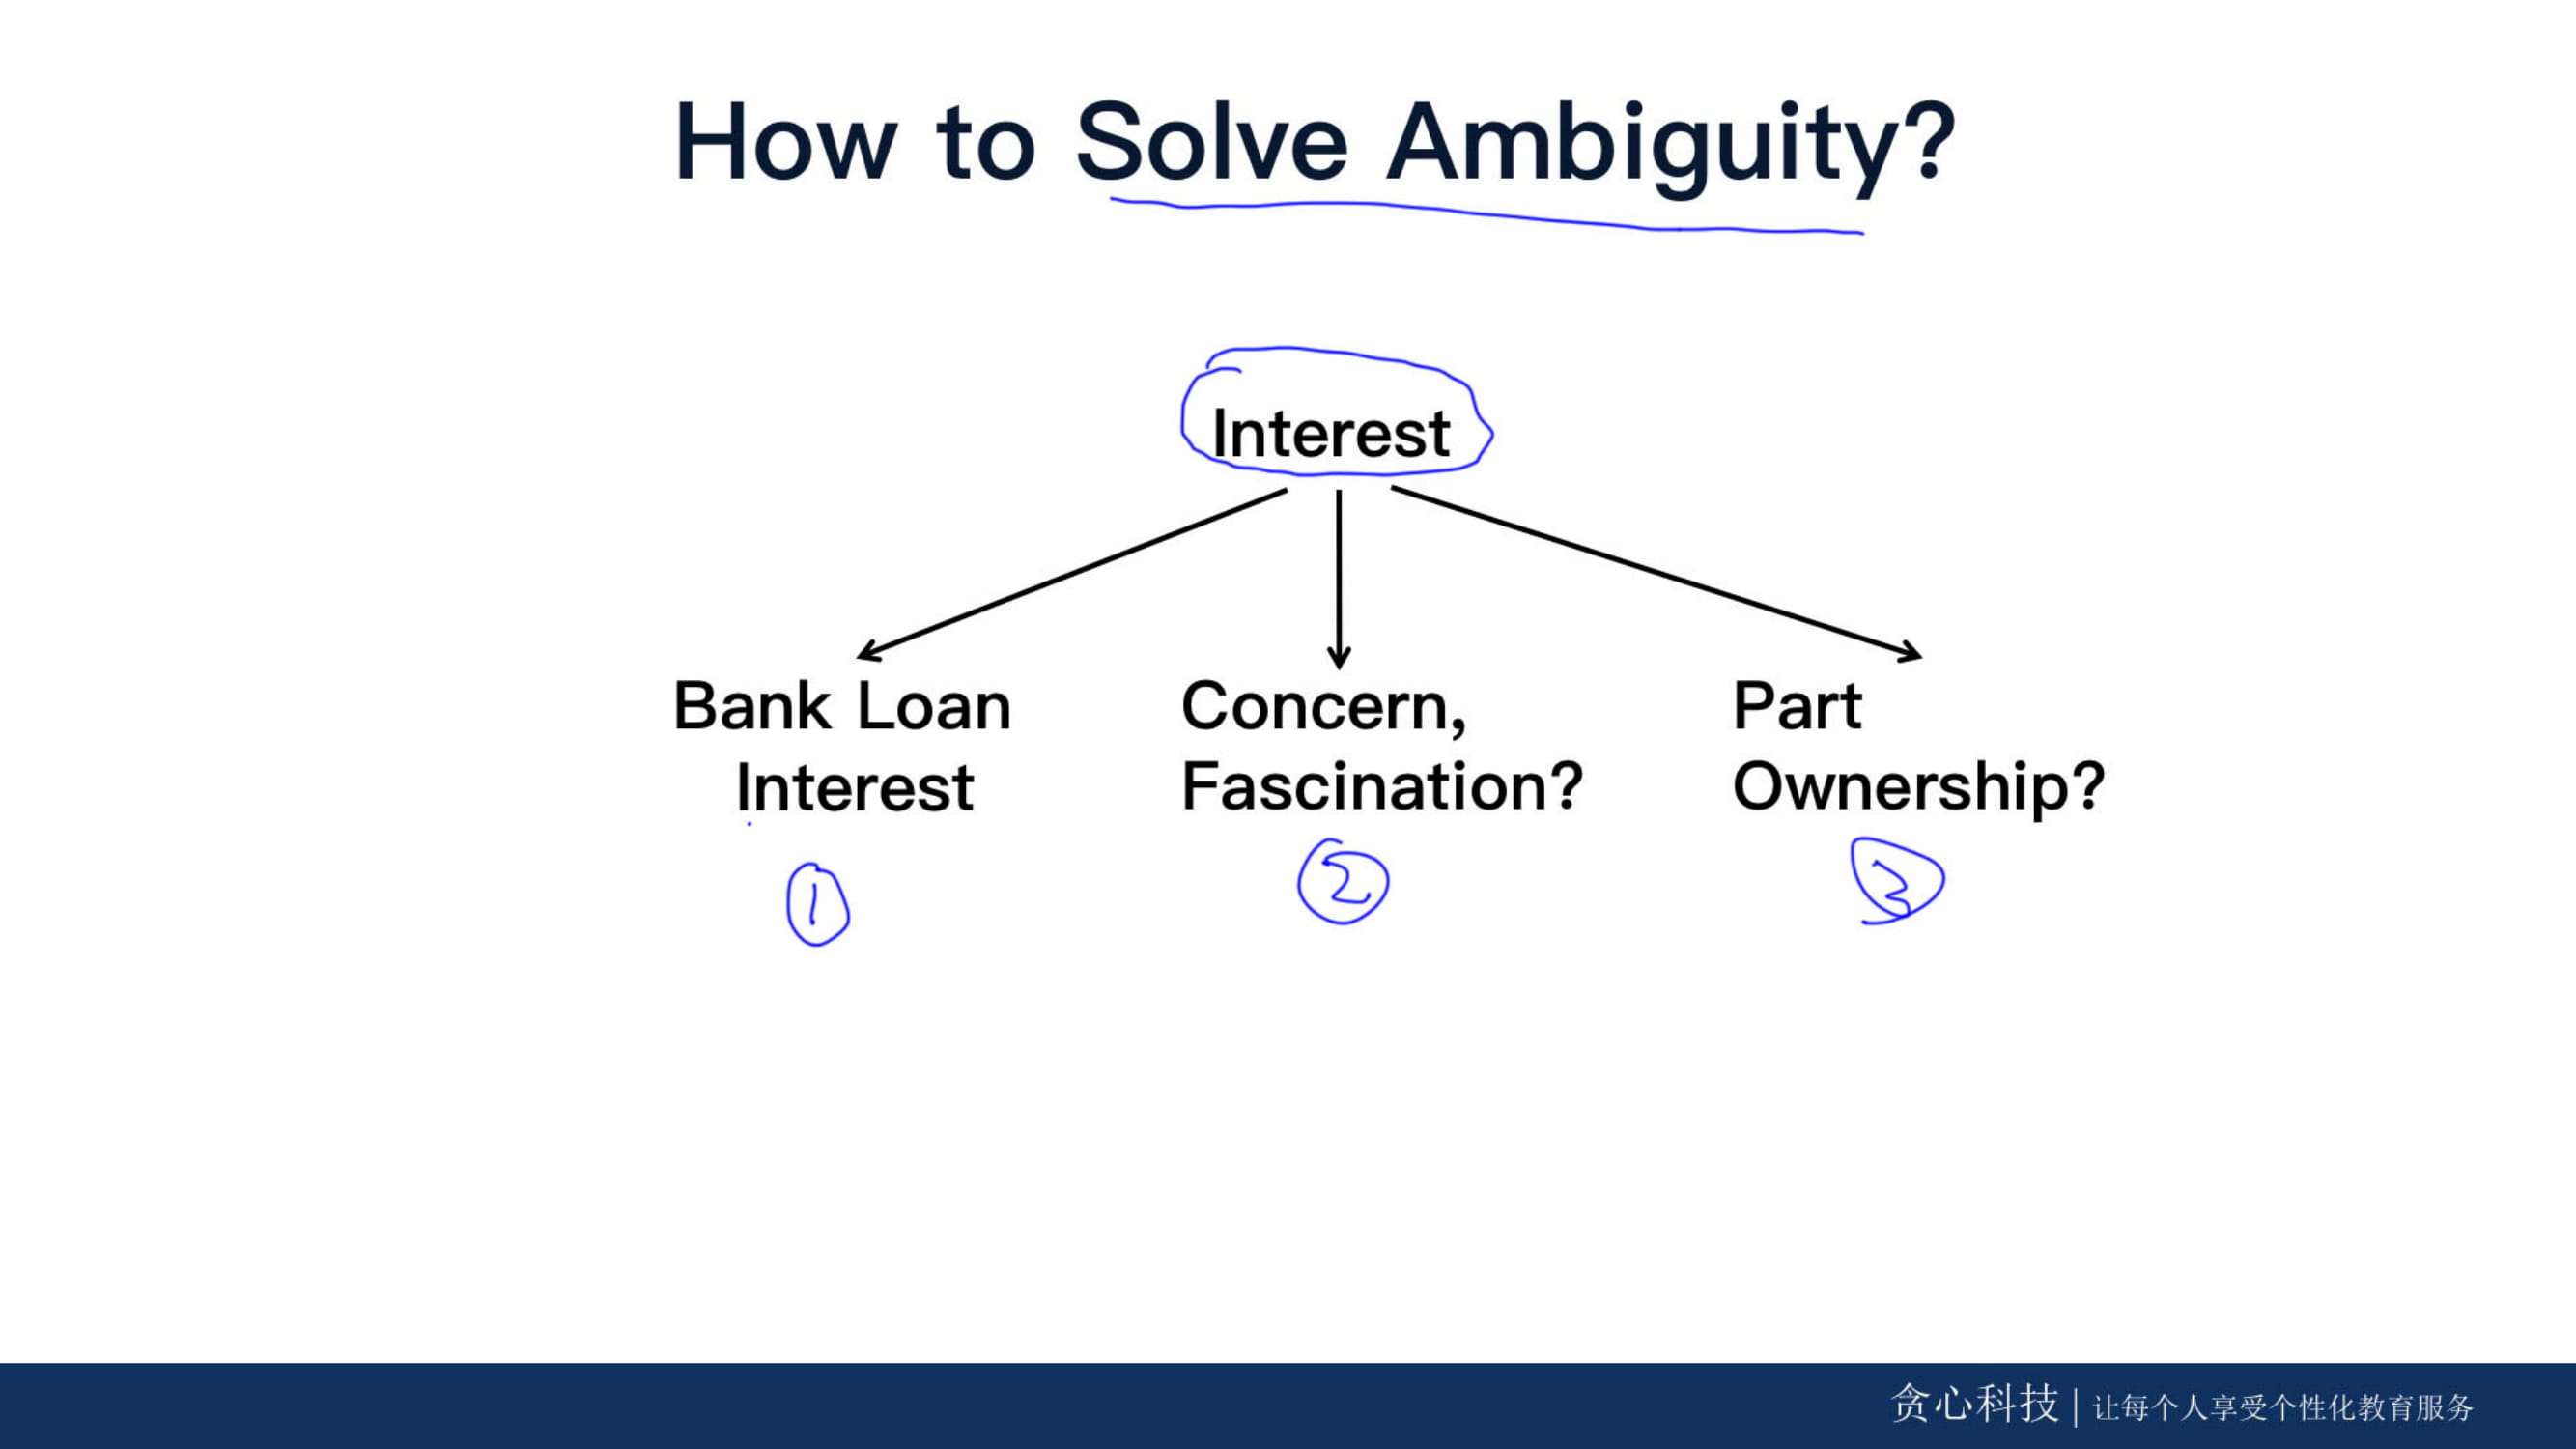 How to Solve Ambiguity?
Interest
Bank Loan
Interest
Concern,
Fascination?
Part
Ownership?
1
2
3
贪心科技 | 让每个人享受个性化教育服务